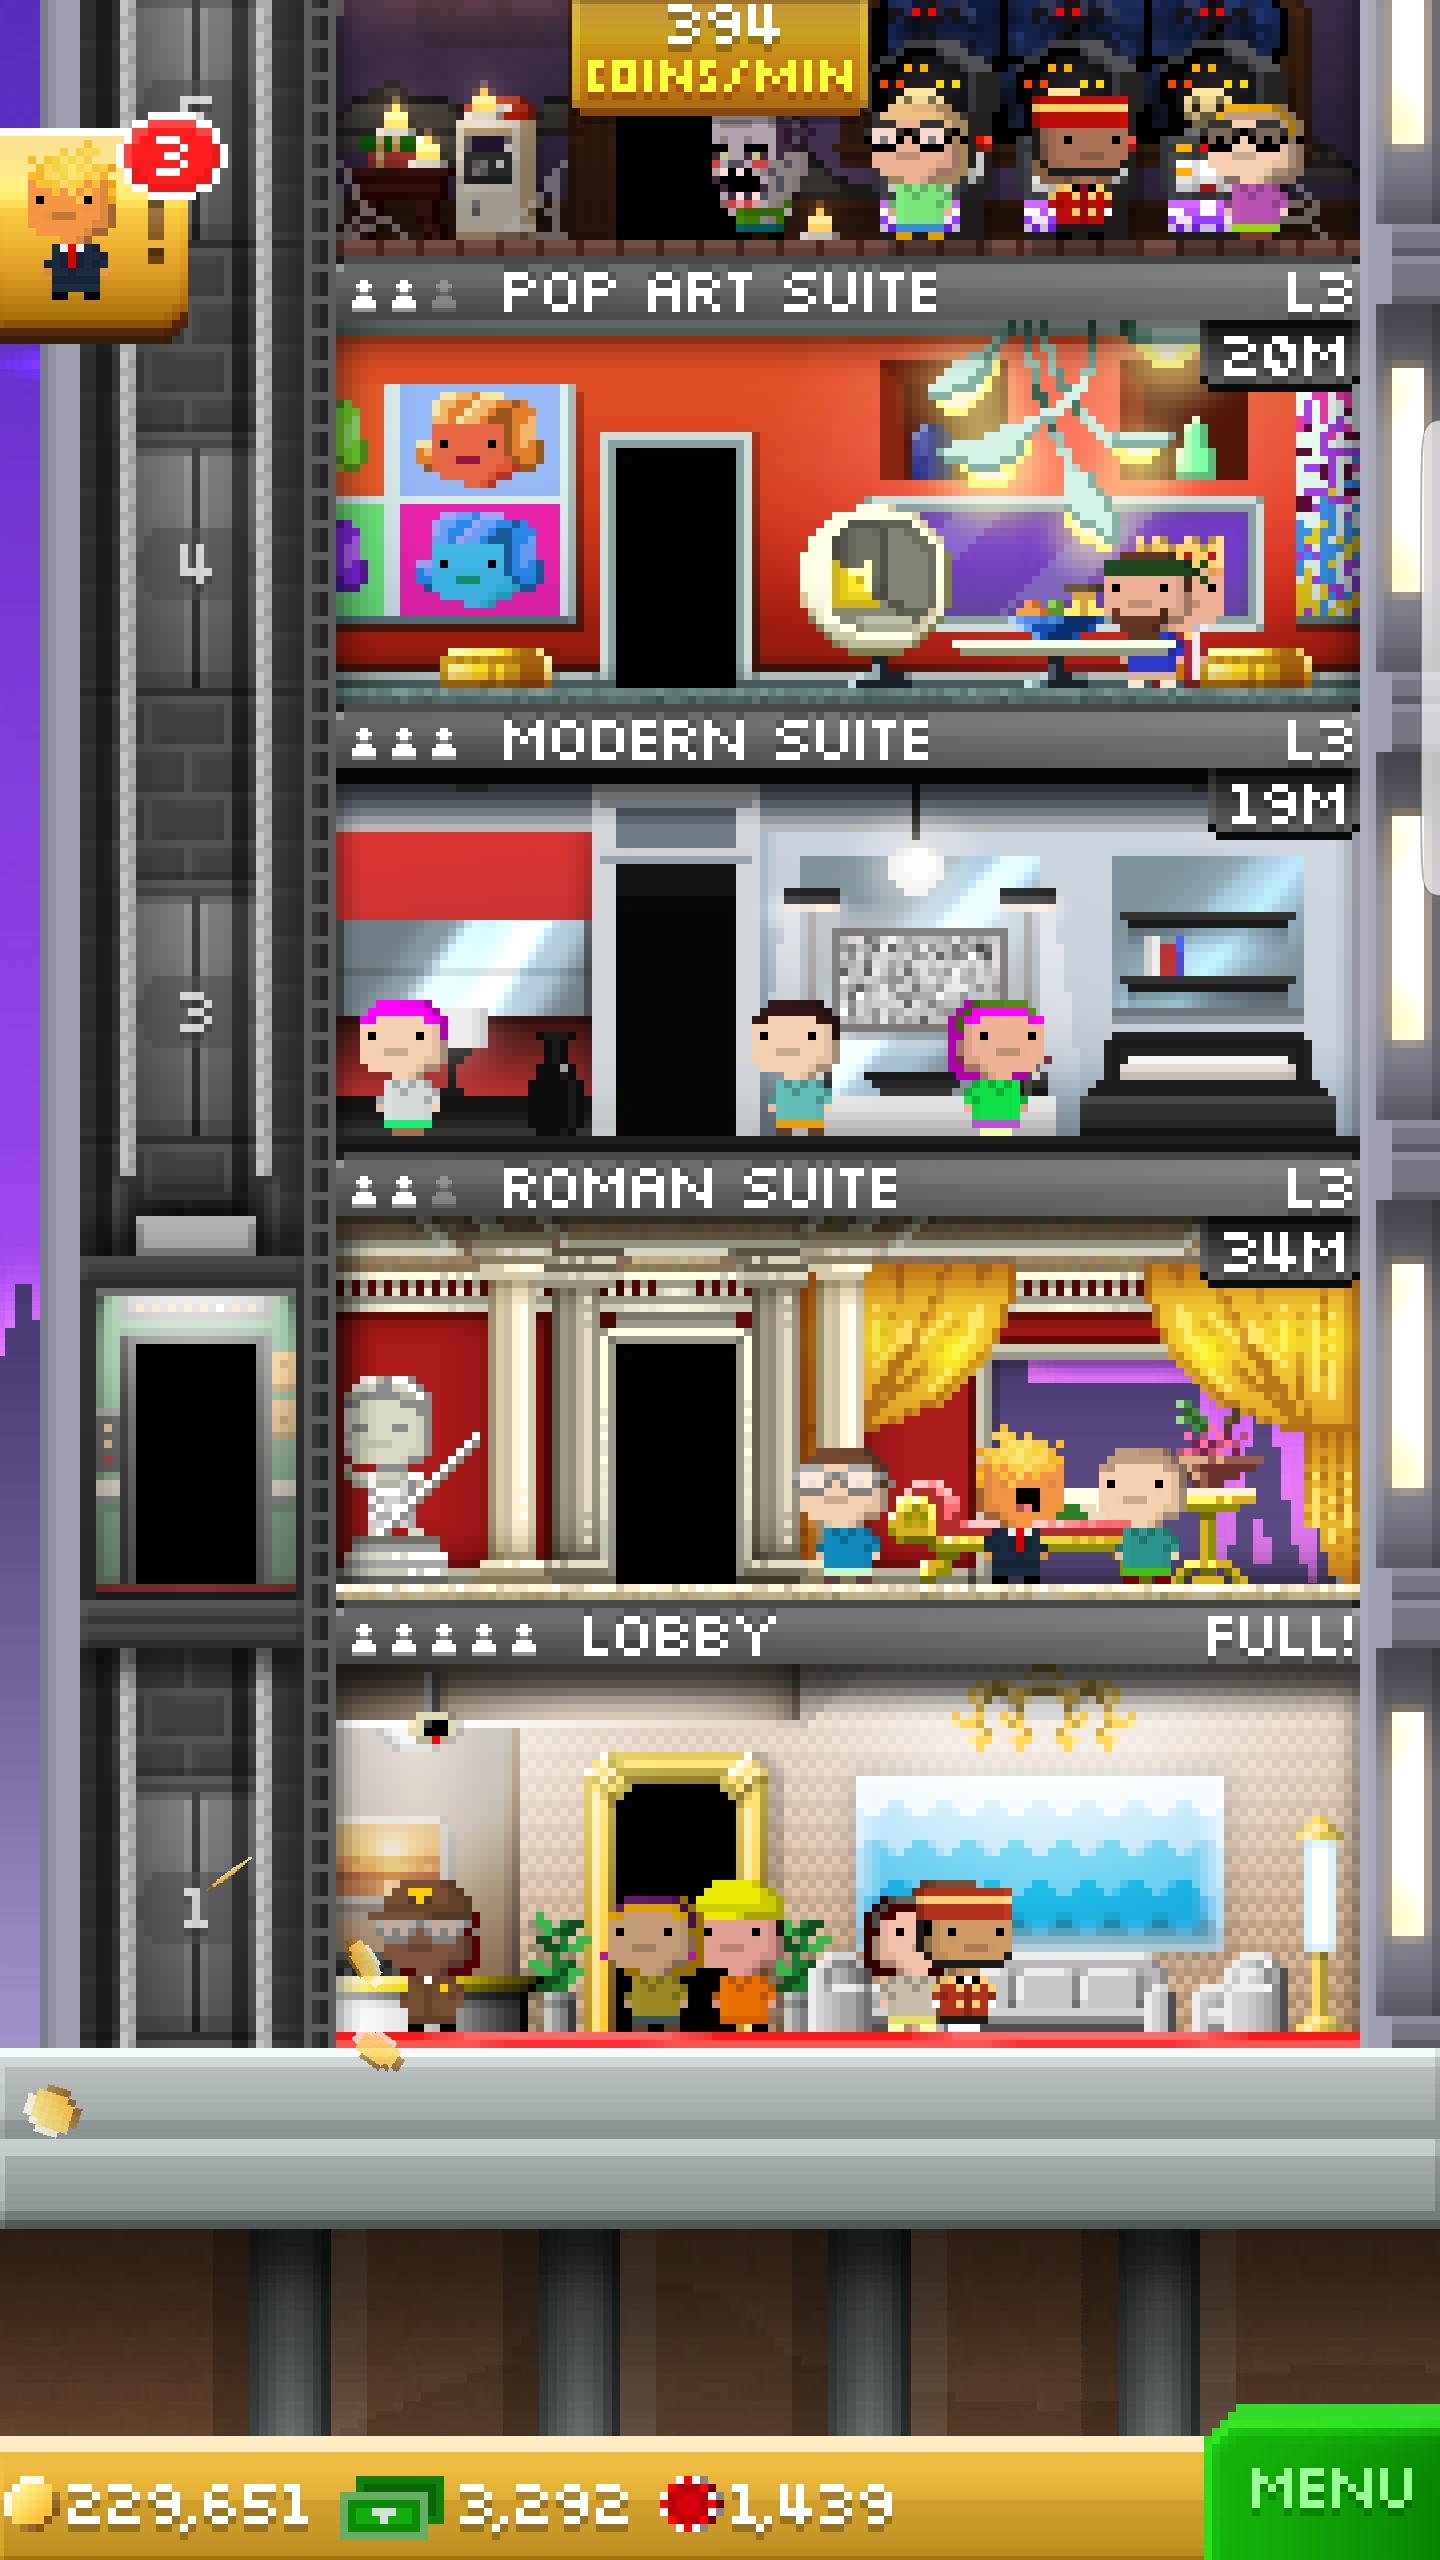 394
COINS/MIN
5
3
!
POP ART SUITE L3
20M
4
MODERN SUITE L3
19M
3
ROMAN SUITE L3
34M
LOBBY FULL!
1
229,651 3,292 1,439
MENU